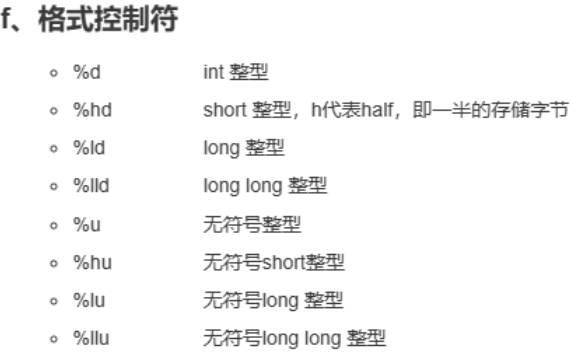 f、格式控制符
%d int 整型
%hd short 整型，h代表half，即一半的存储字节
%ld long 整型
%lld long long 整型
%u 无符号整型
%hu 无符号short整型
%lu 无符号long 整型
%llu 无符号long long 整型